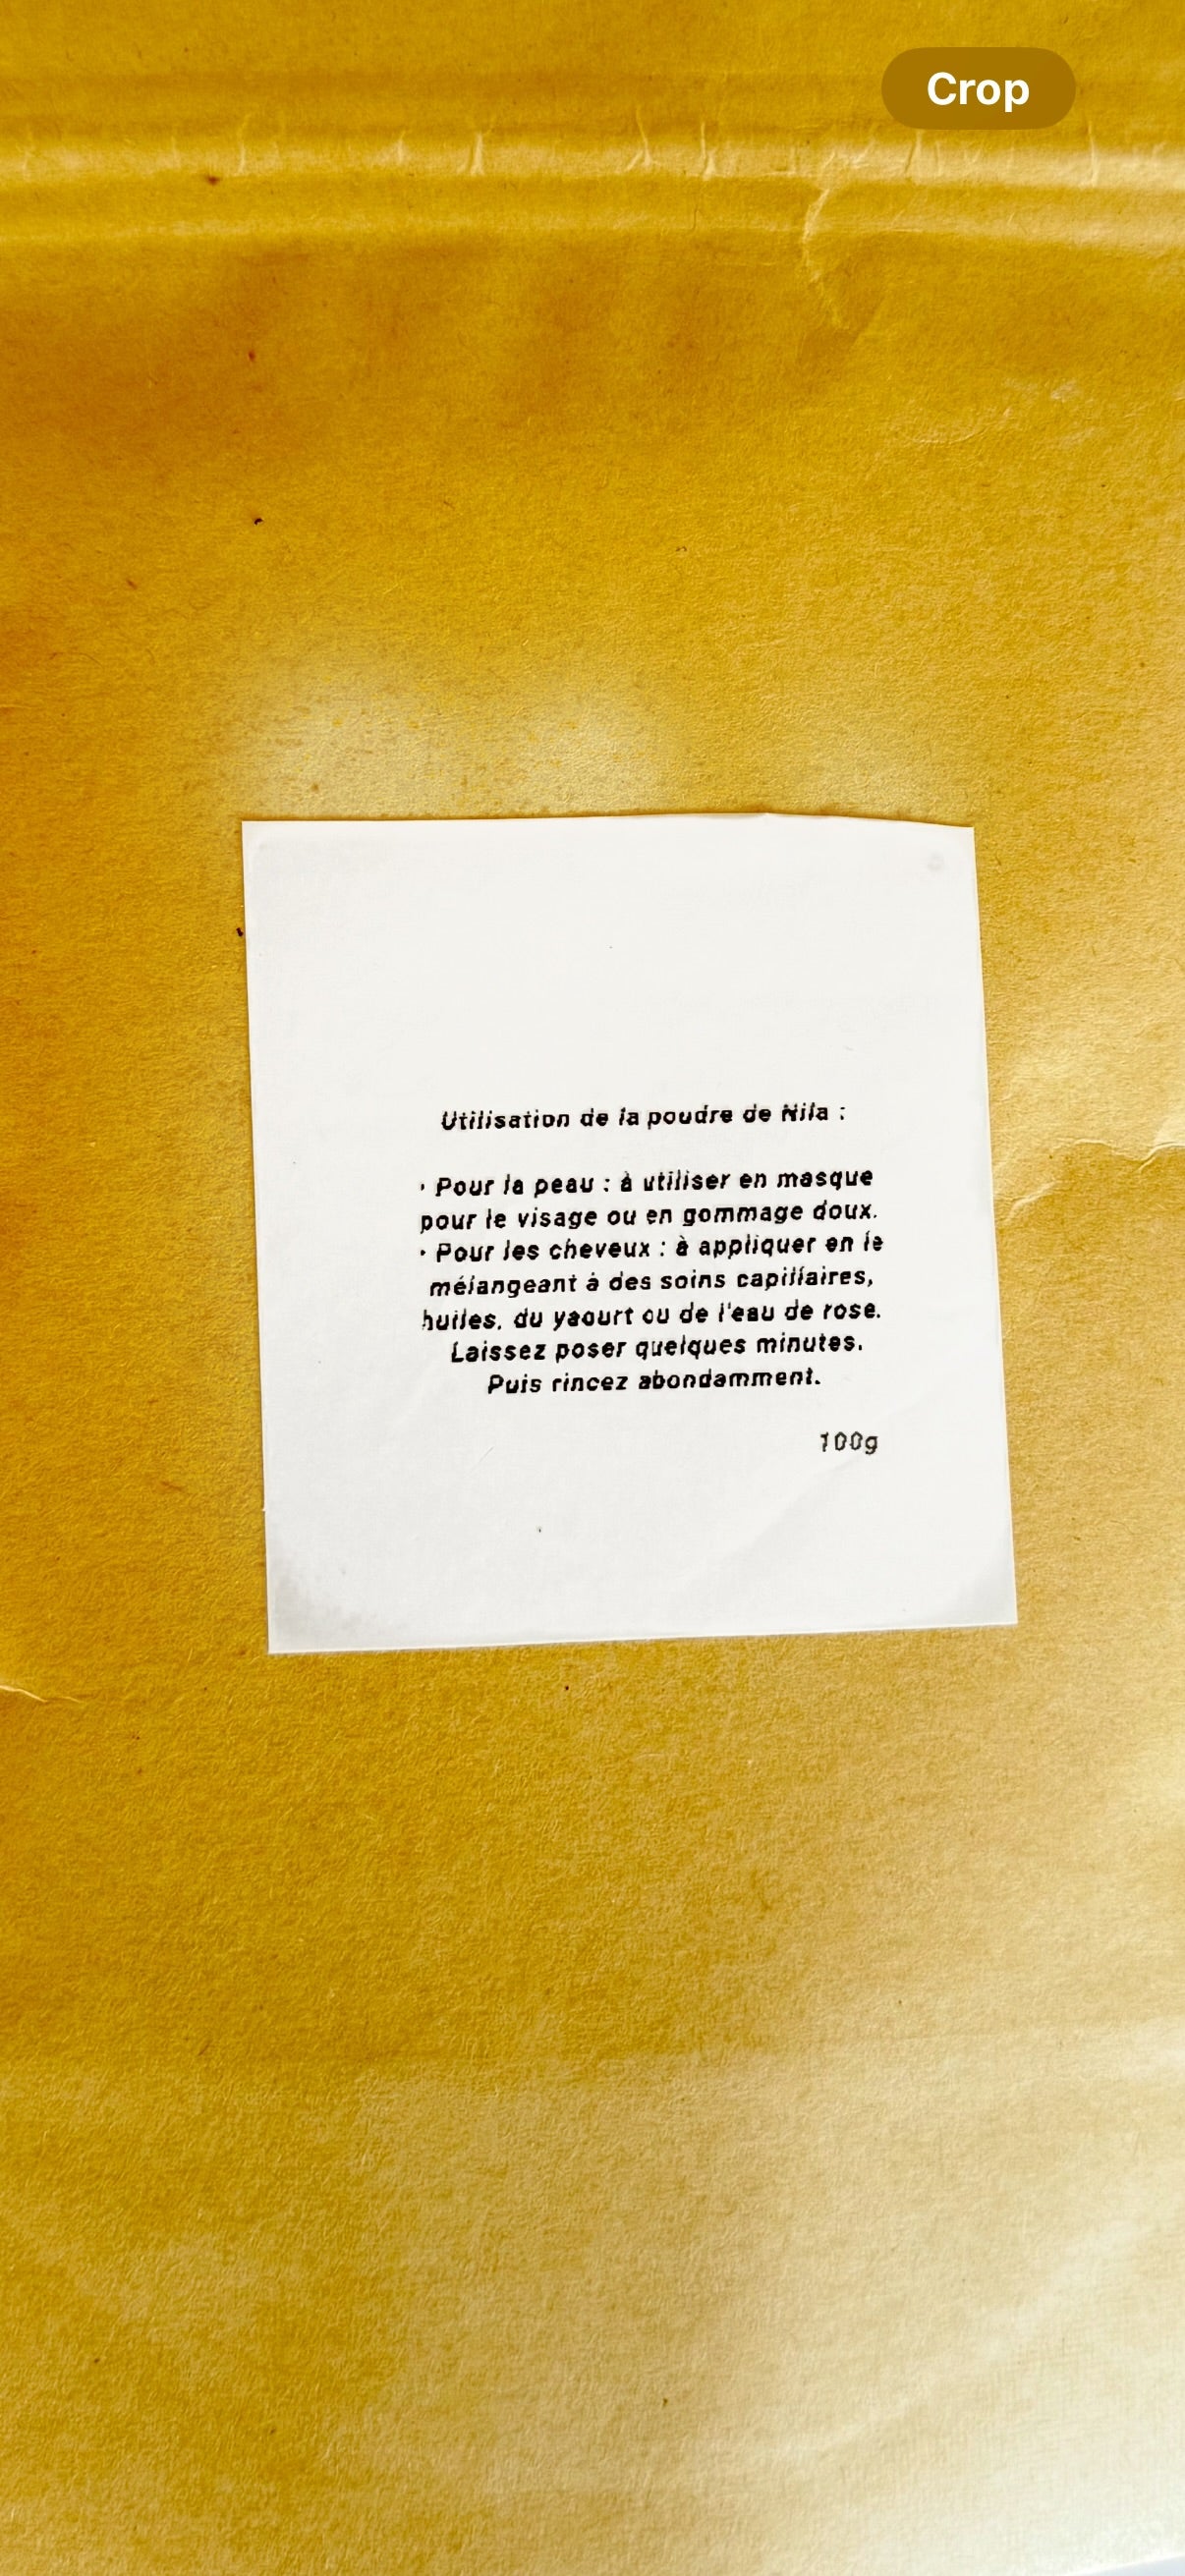 Crop
Utilisation de la poudre de Nila :
· Pour la peau : à utiliser en masque
pour le visage ou en gommage doux.
· Pour les cheveux : à appliquer en le
mélangeant à des soins capillaires,
huiles, du yaourt ou de l'eau de rose.
Laissez poser quelques minutes.
Puis rincez abondamment.
100g